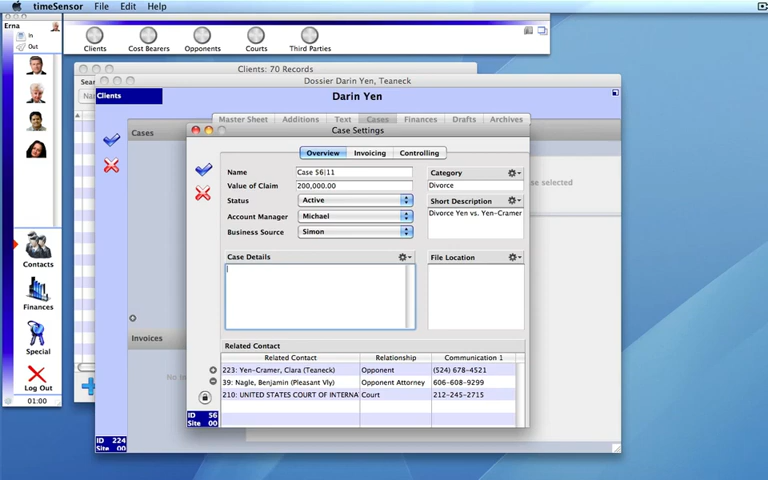 timeSensor File Edit Help
Erna
In
Out
Clients
Cost Bearers
Opponents
Courts
Third Parties
Clients: 70 Records
Dossier Darin Yen, Teaneck
Clients
Darin Yen
Master Sheet
Additions
Text
Cases
Finances
Drafts
Archives
Cases
Case Settings
Overview
Invoicing
Controlling
Name
Case 56|11
Value of Claim
200,000.00
Status
Active
Account Manager
Michael
Business Source
Simon
Category
Divorce
Short Description
Divorce Yen vs. Yen-Cramer
Case Details
File Location
Related Contact
Related Contact Relationship Communication 1
223: Yen-Cramer, Clara (Teaneck) Opponent (524) 678-4521
39: Nagle, Benjamin (Pleasant Vly) Opponent Attorney 606-608-9299
210: UNITED STATES COURT OF INTERNA Court 212-245-2715
ID 56
Site 00
Invoices
ID 224
Site 00
Contacts
Finances
Special
Log Out
01:00